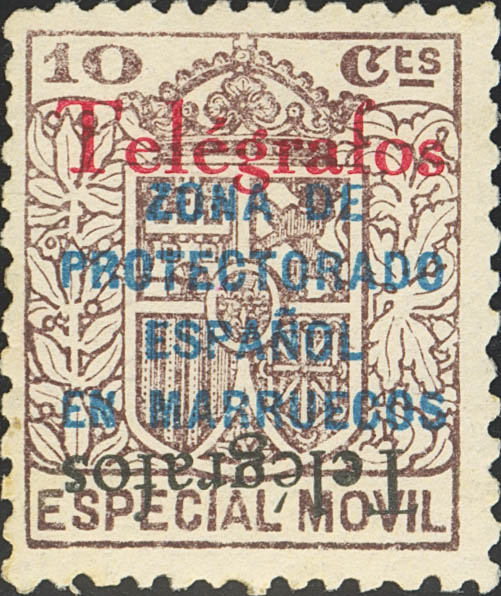 10 Cts
Telégrafos
ZONA DE
PROTECTORADO
ESPAÑOL
EN MARRUECOS
Telégrafos
ESPECIAL MOVIL